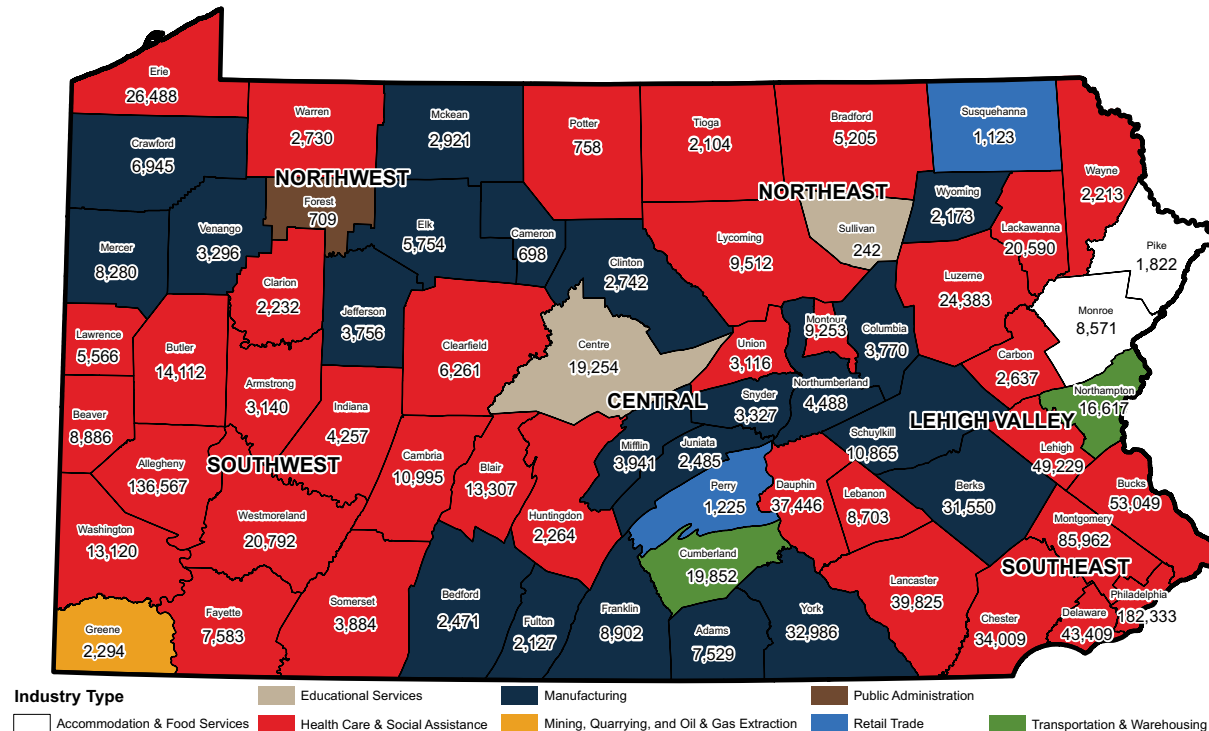 Erie
26,488
Warren
2,730
Mckean
2,921
Potter
758
Tioga
2,104
Bradford
5,205
Susquehanna
1,123
Wayne
2,213
Crawford
6,945
NORTHWEST
Forest
709
NORTHEAST
Wyoming
2,173
Sullivan
242
Lackawanna
20,590
Pike
1,822
Mercer
8,280
Venango
3,296
Elk
5,754
Cameron
698
Clinton
2,742
Lycoming
9,512
Luzerne
24,383
Clarion
2,232
Jefferson
3,756
Monroe
8,571
Montour
9,253
Columbia
3,770
Lawrence
5,566
Butler
14,112
Clearfield
6,261
Centre
19,254
Union
3,116
Carbon
2,637
Armstrong
3,140
Indiana
4,257
CENTRAL
Snyder
3,327
Northumberland
4,488
Northampton
16,617
LEHIGH VALLEY
Beaver
8,886
Mifflin
3,941
Juniata
2,485
Schuylkill
10,865
Lehigh
49,229
Allegheny
136,567
SOUTHWEST
Cambria
10,995
Blair
13,307
Perry
1,225
Dauphin
37,446
Lebanon
8,703
Berks
31,550
Bucks
53,049
Washington
13,120
Westmoreland
20,792
Huntingdon
2,264
Montgomery
85,962
Cumberland
19,852
SOUTHEAST
Lancaster
39,825
Philadelphia
182,333
Greene
2,294
Fayette
7,583
Somerset
3,884
Bedford
2,471
Fulton
2,127
Franklin
8,902
Adams
7,529
York
32,986
Chester
34,009
Delaware
43,409
Industry Type
Educational Services
Manufacturing
Public Administration
Accommodation & Food Services
Health Care & Social Assistance
Mining, Quarrying, and Oil & Gas Extraction
Retail Trade
Transportation & Warehousing